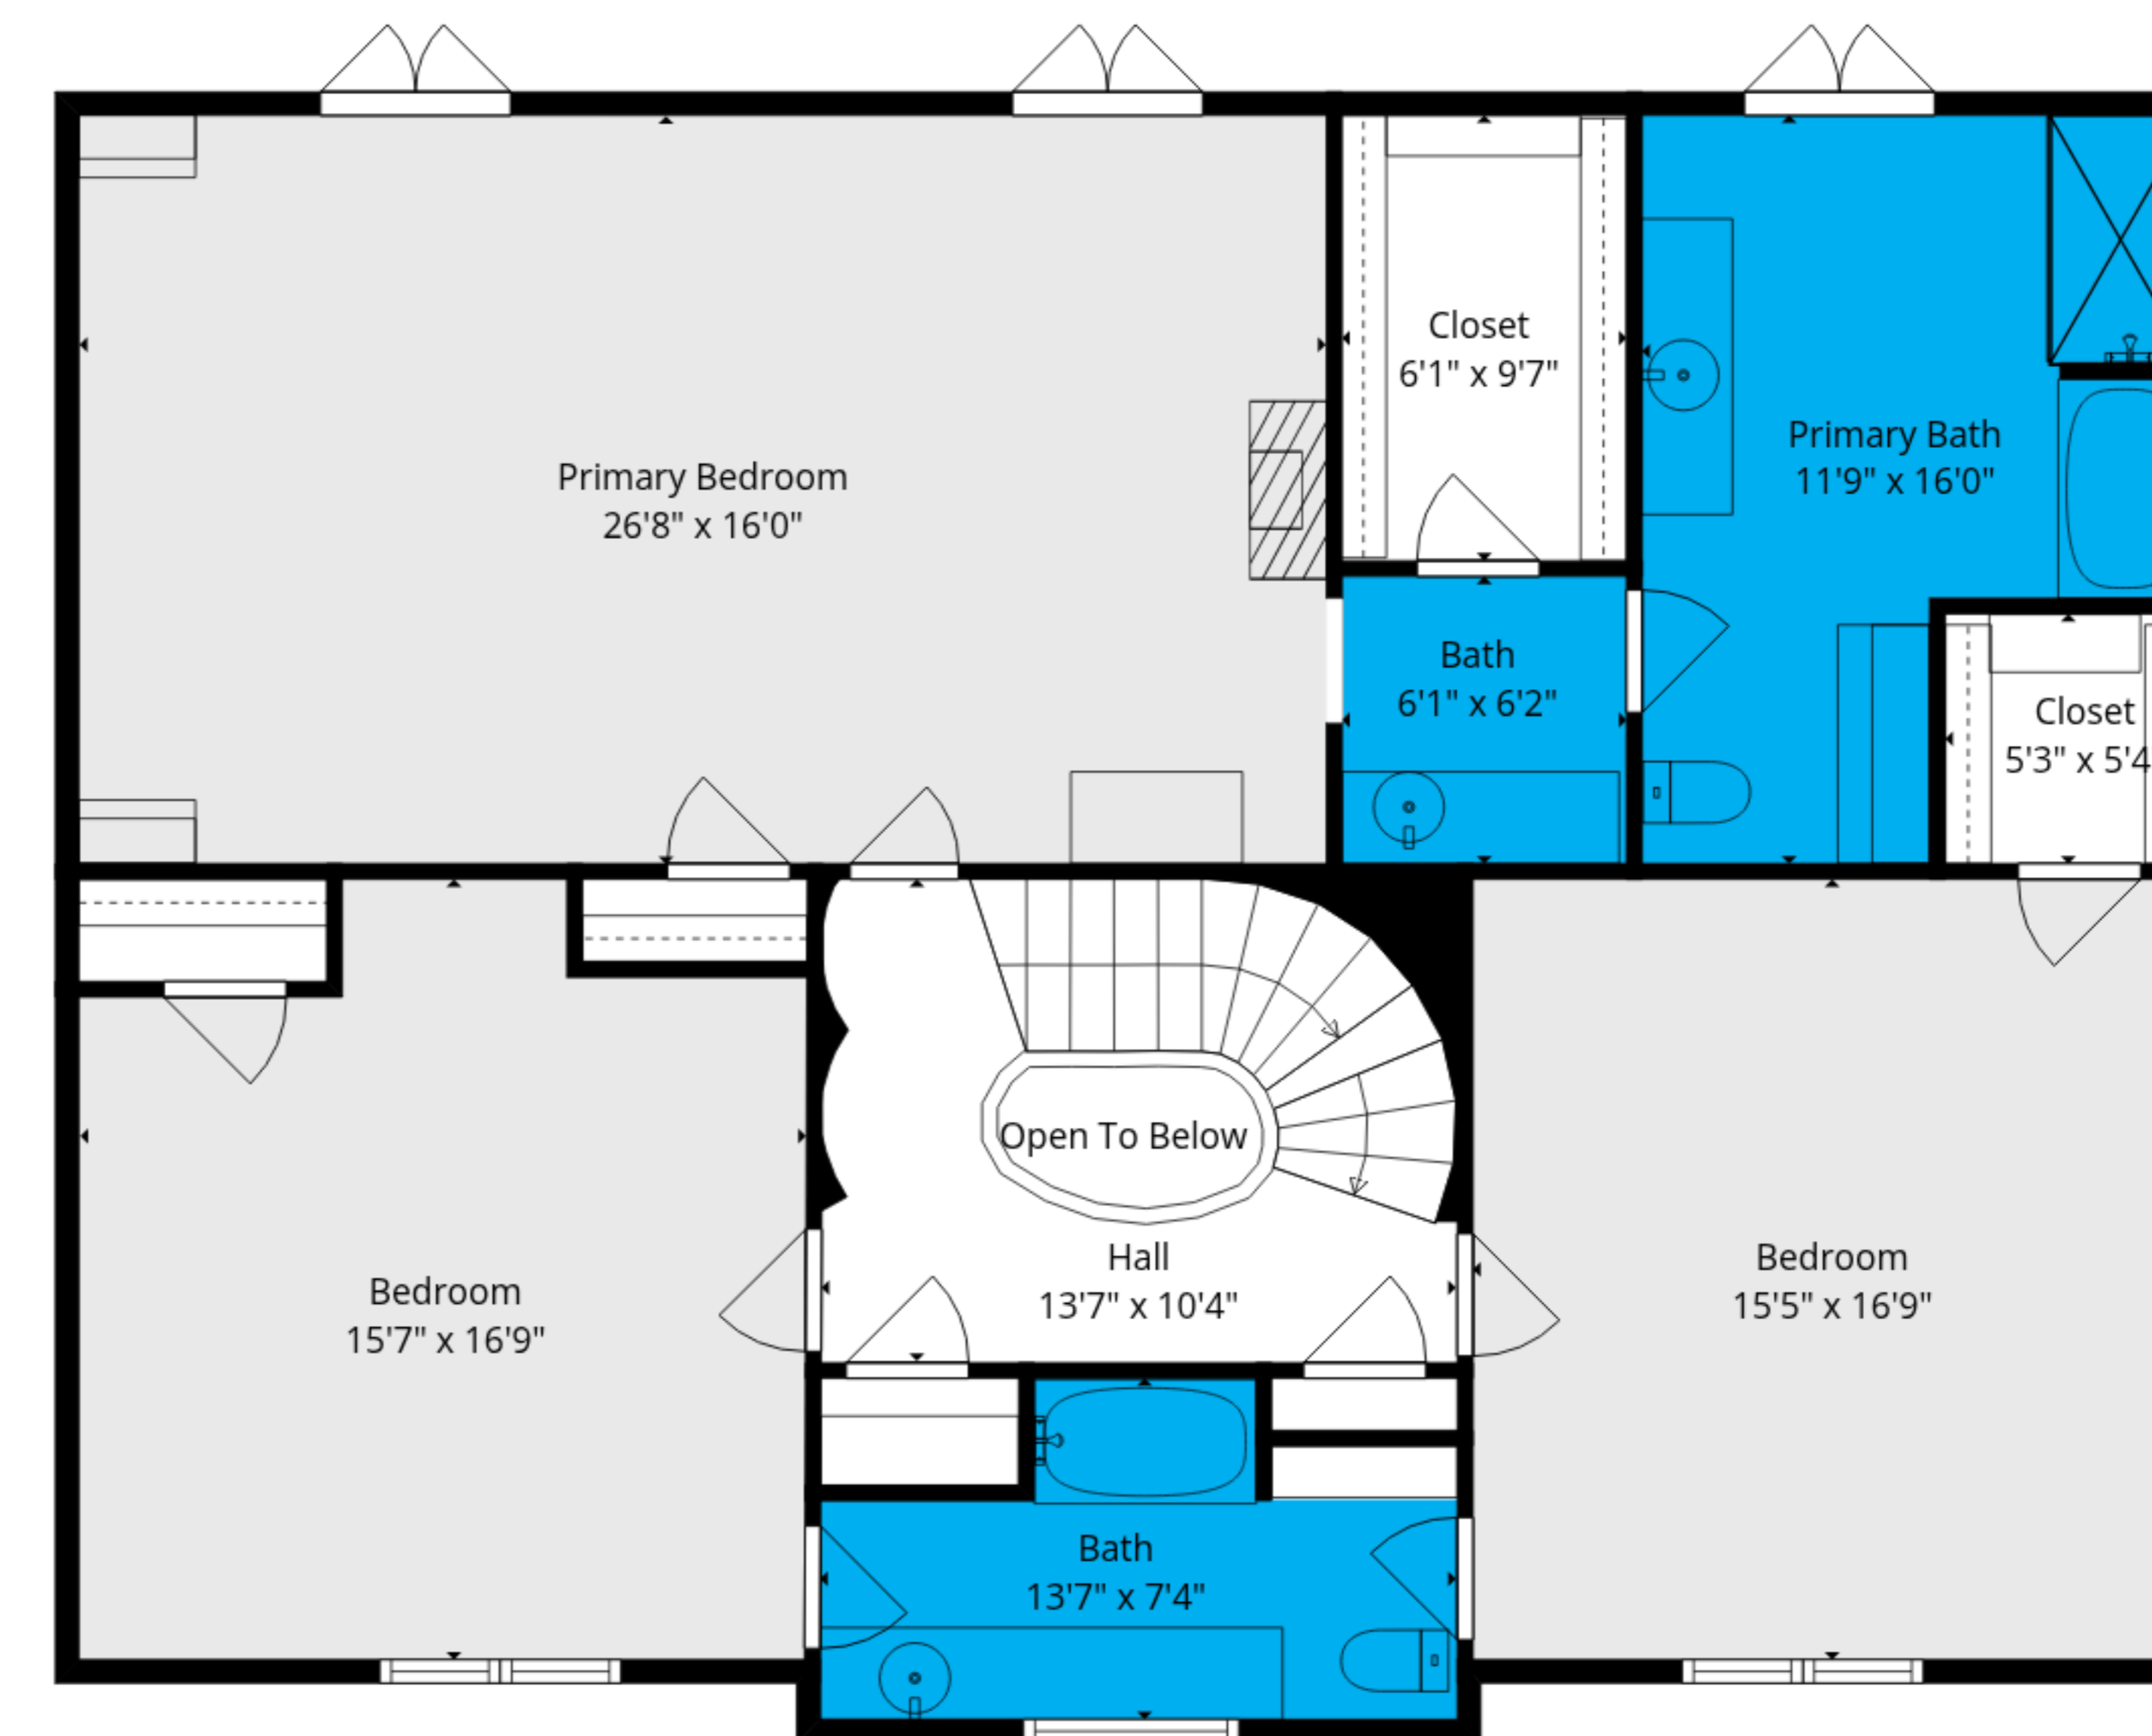 Primary Bedroom
26'8" x 16'0"
Closet
6'1" x 9'7"
Primary Bath
11'9" x 16'0"
Bath
6'1" x 6'2"
Closet
5'3" x 5'4
Open To Below
Hall
13'7" x 10'4"
Bedroom
15'7" x 16'9"
Bedroom
15'5" x 16'9"
Bath
13'7" x 7'4"